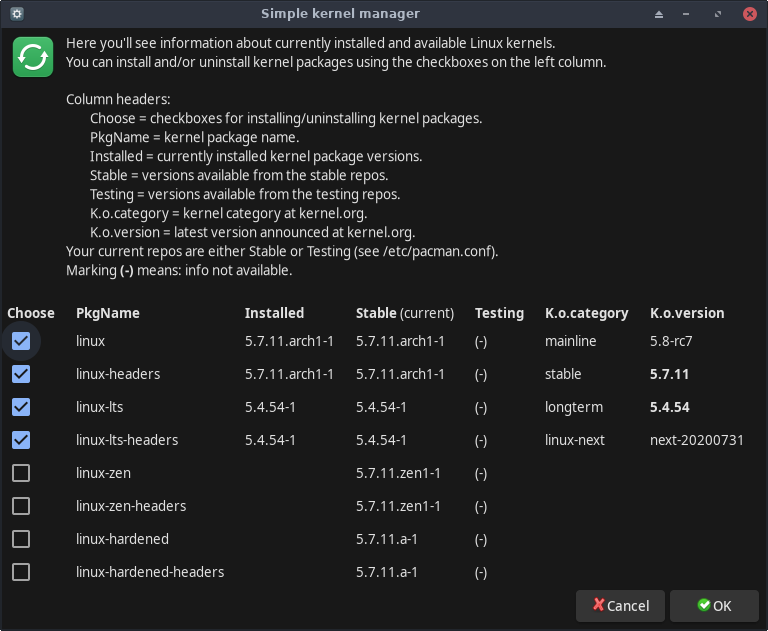 Simple kernel manager
Here you'll see information about currently installed and available Linux kernels.
You can install and/or uninstall kernel packages using the checkboxes on the left column.
Column headers:
Choose = checkboxes for installing/uninstalling kernel packages.
PkgName = kernel package name.
Installed = currently installed kernel package versions.
Stable = versions available from the stable repos.
Testing = versions available from the testing repos.
K.o.category = kernel category at kernel.org.
K.o.version = latest version announced at kernel.org.
Your current repos are either Stable or Testing (see /etc/pacman.conf).
Marking (-) means: info not available.
Choose PkgName Installed Stable (current) Testing K.o.category K.o.version
linux 5.7.11.arch1-1 5.7.11.arch1-1 (-) mainline 5.8-rc7
linux-headers 5.7.11.arch1-1 5.7.11.arch1-1 (-) stable 5.7.11
linux-lts 5.4.54-1 5.4.54-1 (-) longterm 5.4.54
linux-lts-headers 5.4.54-1 5.4.54-1 (-) linux-next next-20200731
linux-zen 5.7.11.zen1-1 (-)
linux-zen-headers 5.7.11.zen1-1 (-)
linux-hardened 5.7.11.a-1 (-)
linux-hardened-headers 5.7.11.a-1 (-)
Cancel OK